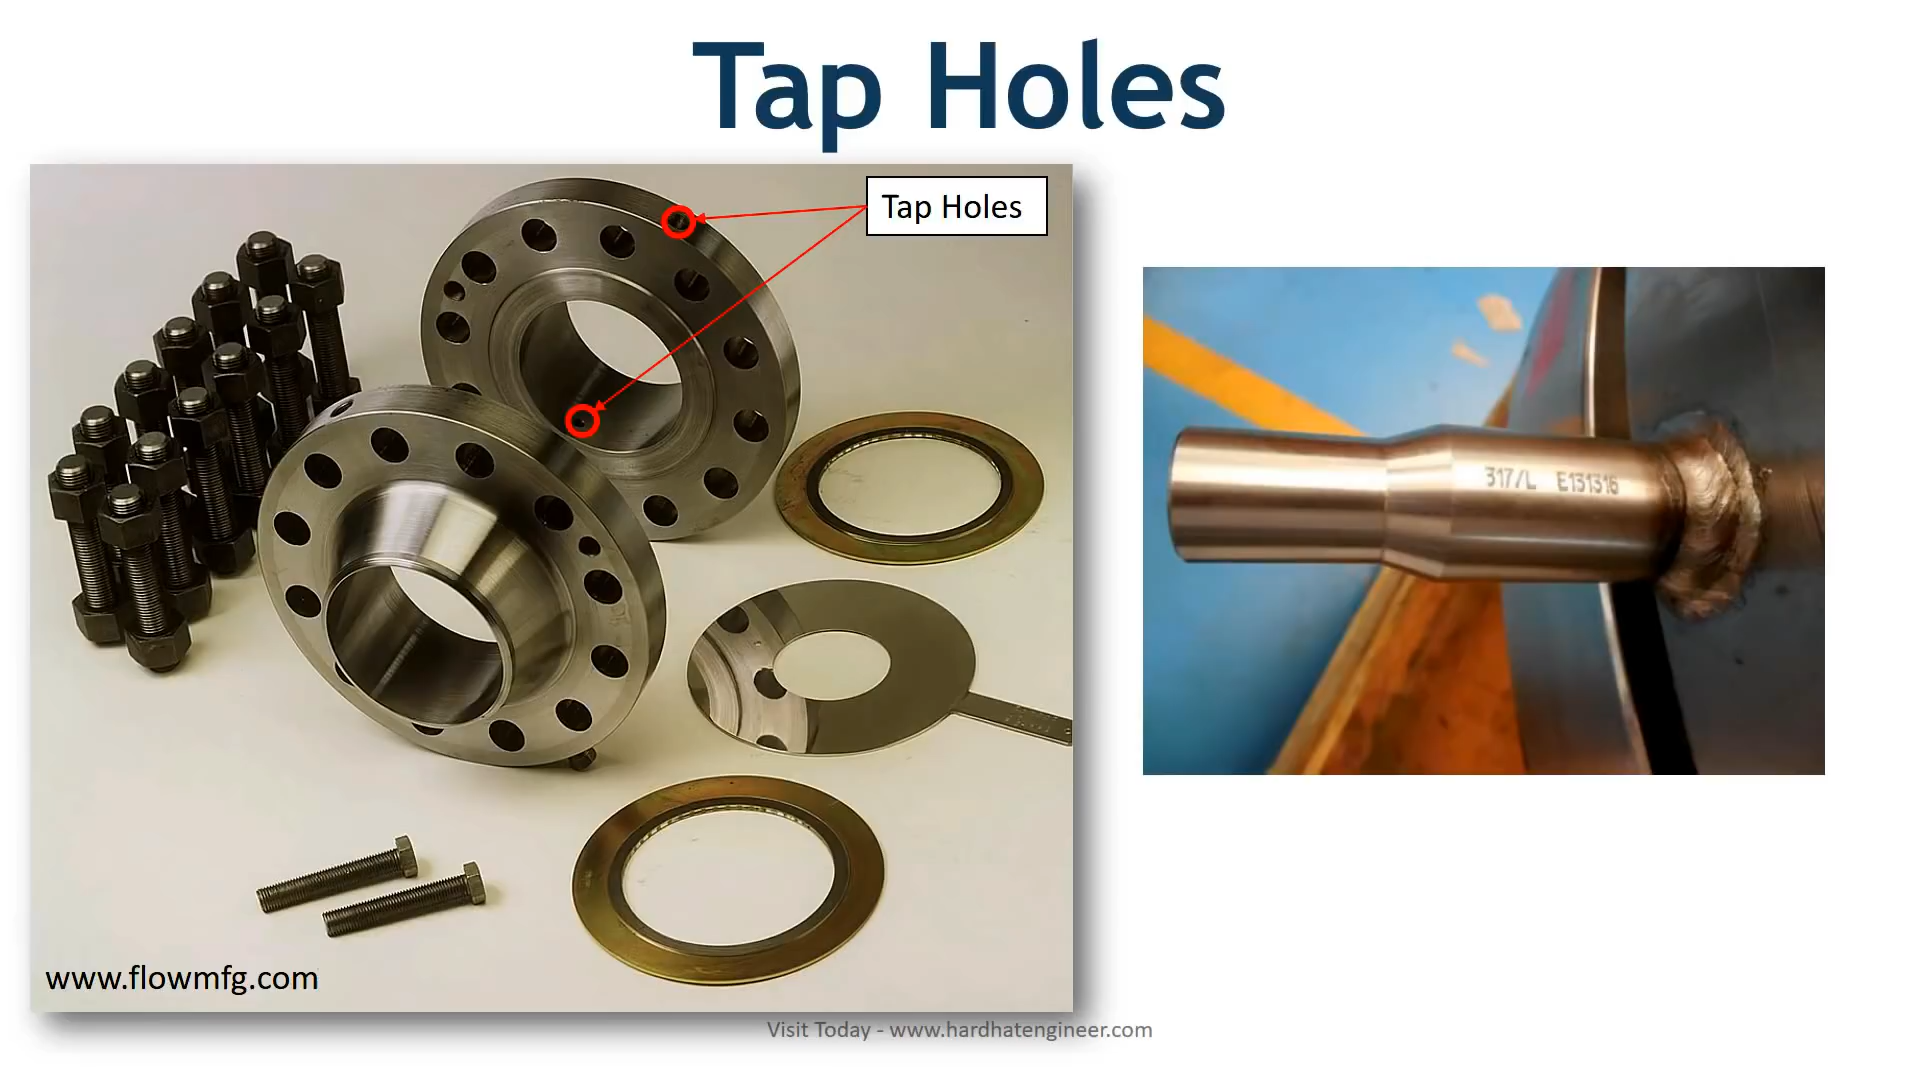 Tap Holes
Tap Holes
317/L E131316
www.flowmfg.com
Visit Today - www.hardhatengineer.com